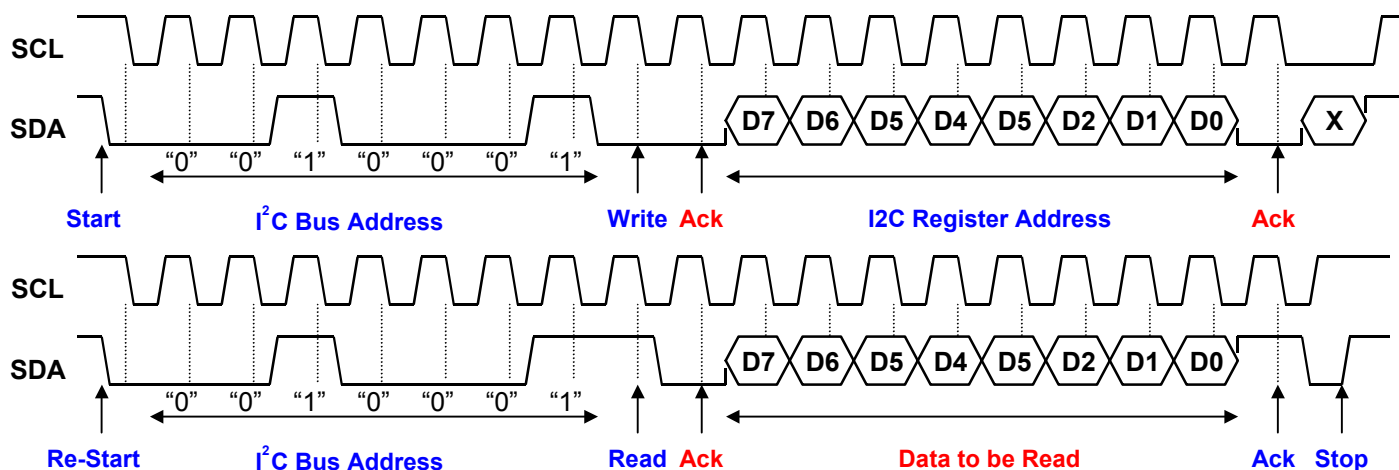 SCL
SDA
D7 D6 D5 D4 D5 D2 D1 D0 X
“0” “0” “1” “0” “0” “0” “1”
Start I²C Bus Address Write Ack I2C Register Address Ack
SCL
SDA
D7 D6 D5 D4 D5 D2 D1 D0
“0” “0” “1” “0” “0” “0” “1”
Re-Start I²C Bus Address Read Ack Data to be Read Ack Stop